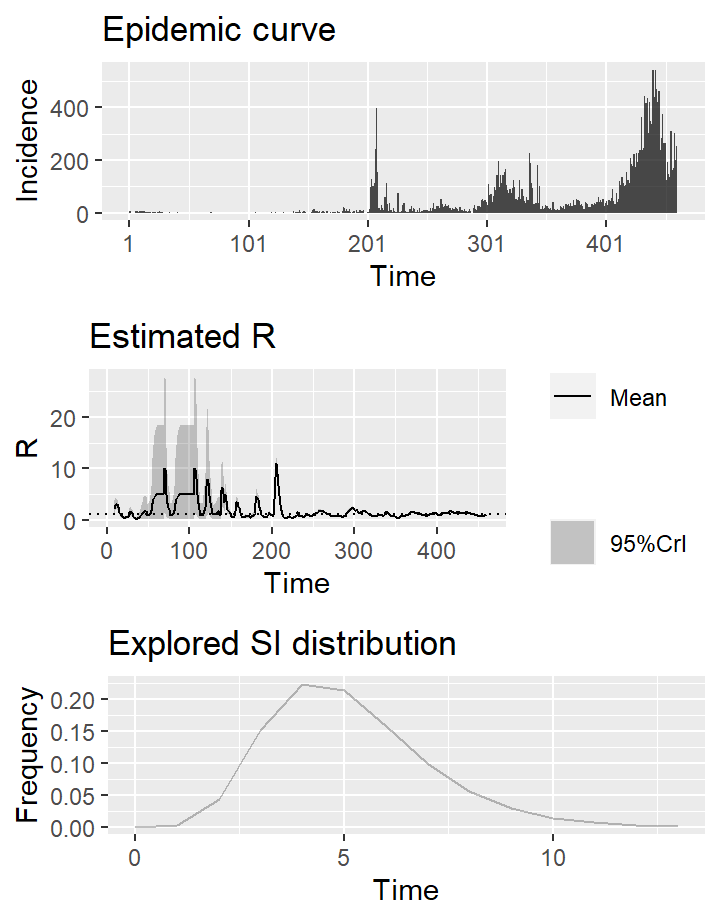 Epidemic curve
Incidence
400
200
0
1 101 201 301 401
Time
Estimated R
R
20
10
0
0 100 200 300 400
Time
Mean
95%CrI
Explored SI distribution
Frequency
0.20
0.15
0.10
0.05
0.00
0 5 10
Time